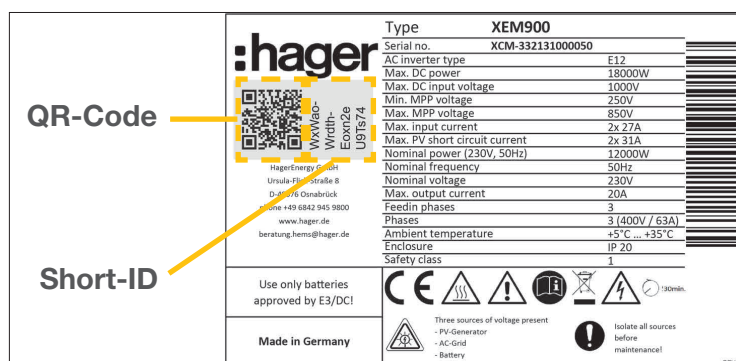 QR-Code
Short-ID
:hager
WxWao-
Wrdth-
Eoxn2e
U9Ts74
HagerEnergy GmbH
Straße 8
Osnabrück
phone +49 6842 945 9800
www.hager.de
beratung.hems@hager.de
Use only batteries
approved by E3/DC!
Made in Germany
Type XEM900
Serial no. XCM-332131000050
AC inverter type E12
Max. DC power 18000W
Max. DC input voltage 1000V
Min. MPP voltage 250V
Max. MPP voltage 850V
Max. input current 2x 27A
Max. PV short circuit current 2x 31A
Nominal power (230V, 50Hz) 12000W
Nominal frequency 50Hz
Nominal voltage 230V
Max. output current 20A
Feedin phases 3
Phases 3 (400V / 63A)
Ambient temperature +5°C ... +35°C
Enclosure IP 20
Safety class 1
CE
!30min.
Three sources of voltage present
- PV-Generator
- AC-Grid
- Battery
Isolate all sources
before
maintenance!